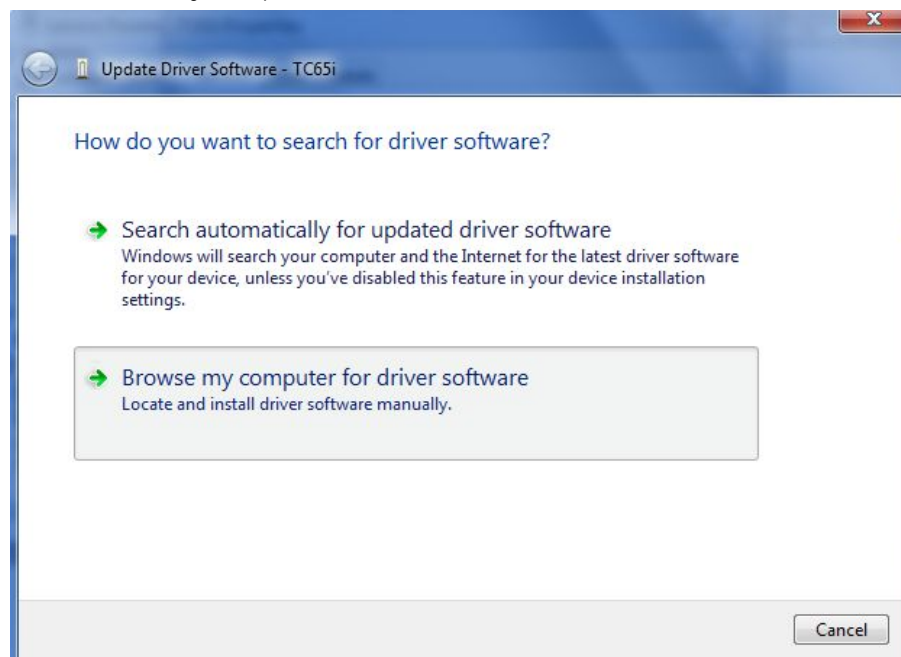 Update Driver Software - TC65i
How do you want to search for driver software?
Search automatically for updated driver software
Windows will search your computer and the Internet for the latest driver software
for your device, unless you've disabled this feature in your device installation
settings.
Browse my computer for driver software
Locate and install driver software manually.
Cancel